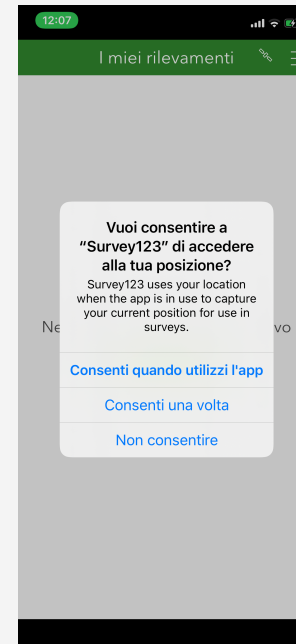 12:07
I miei rilevamenti
Vuoi consentire a
“Survey123” di accedere
alla tua posizione?
Survey123 uses your location
when the app is in use to capture
your current position for use in
surveys.
Consenti quando utilizzi l'app
Consenti una volta
Non consentire